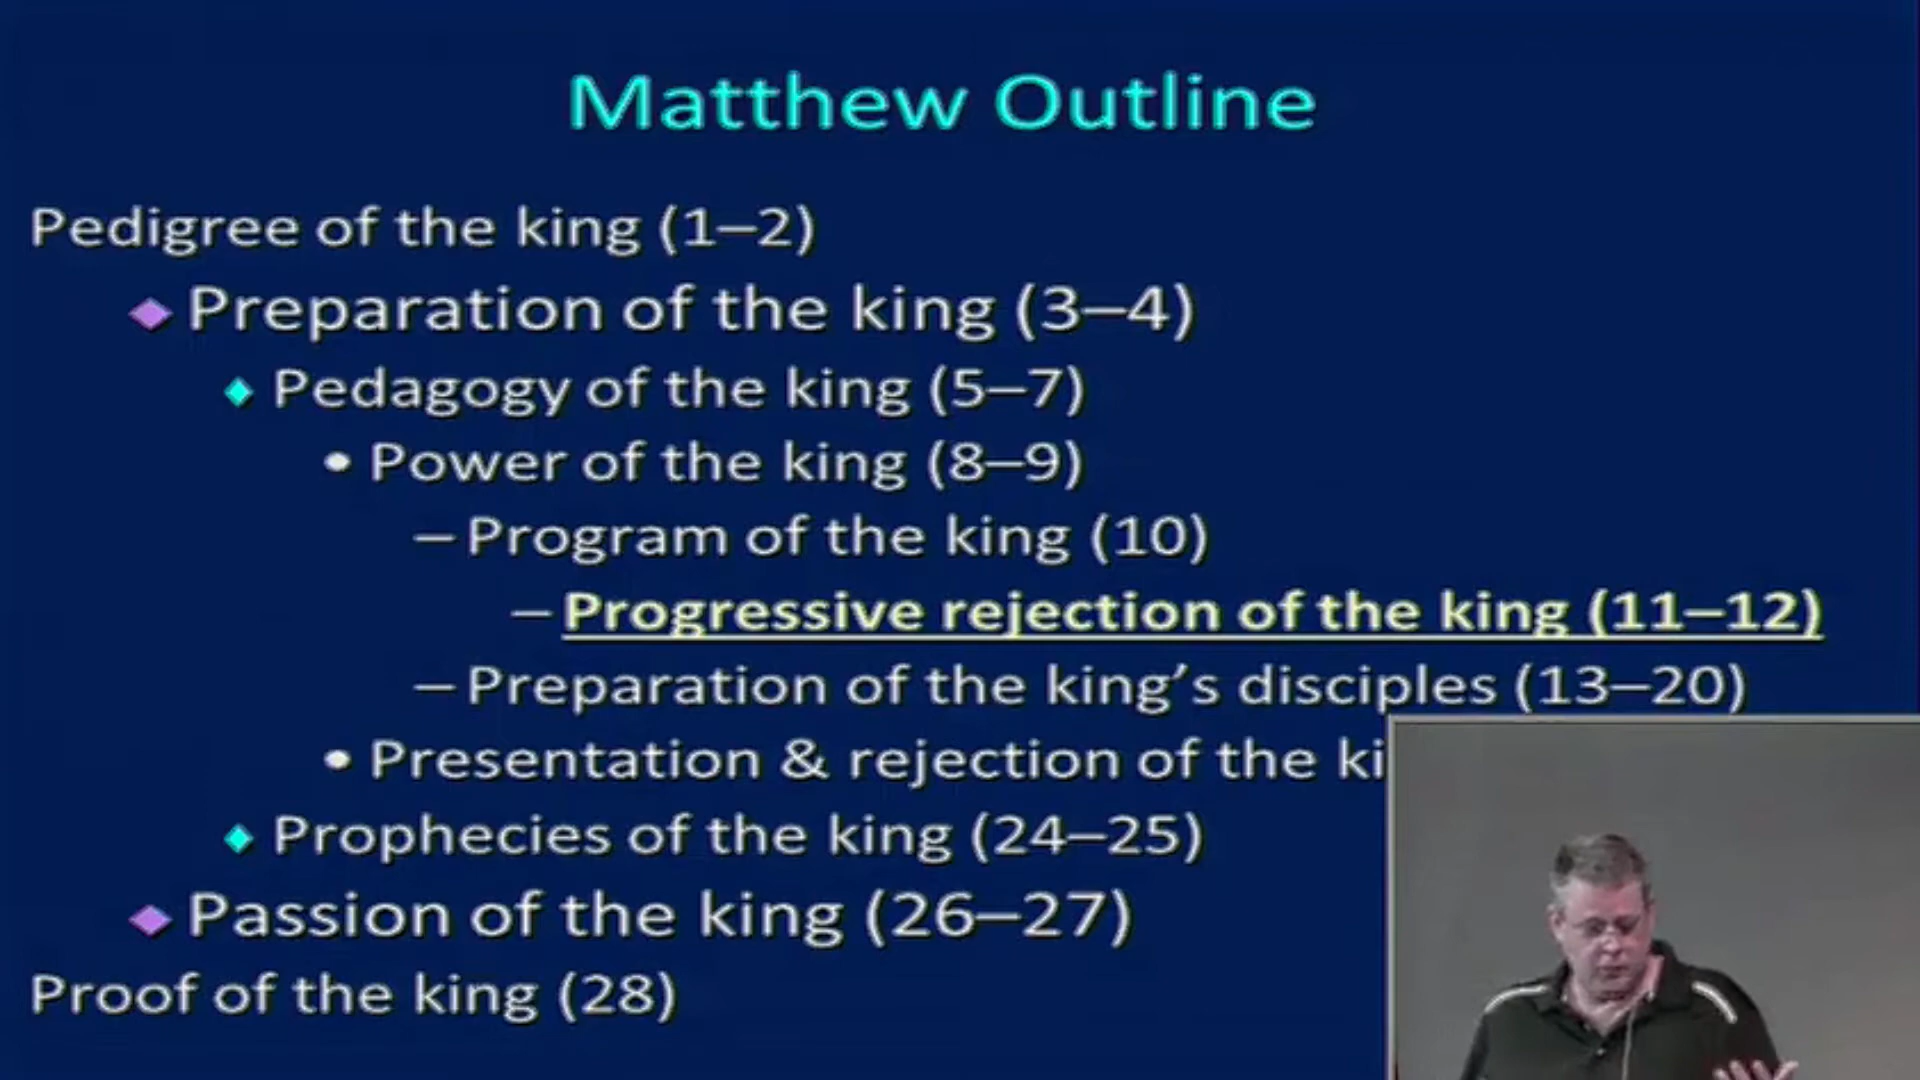 Matthew Outline
Pedigree of the king (1–2)
Preparation of the king (3–4)
Pedagogy of the king (5–7)
Power of the king (8–9)
– Program of the king (10)
– Progressive rejection of the king (11–12)
– Preparation of the king’s disciples (13–20)
• Presentation & rejection of the
Prophecies of the king (24–25)
Passion of the king (26–27)
Proof of the king (28)